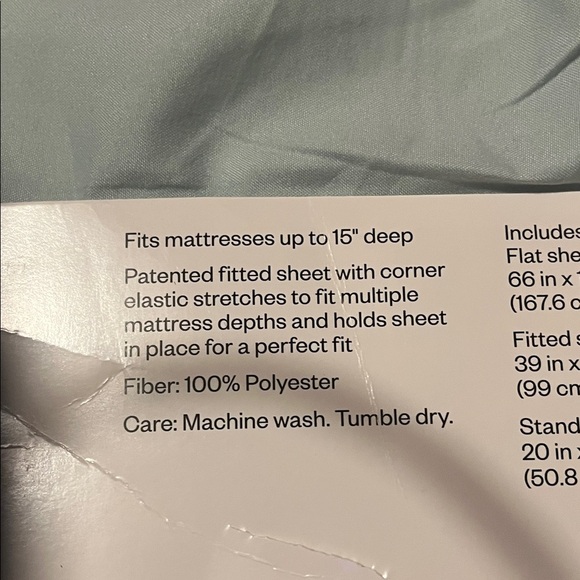 Fits mattresses up to 15" deep
Patented fitted sheet with corner
elastic stretches to fit multiple
mattress depths and holds sheet
in place for a perfect fit
Fiber: 100% Polyester
Care: Machine wash. Tumble dry.
Includes
Flat she
66 in x
(167.6 c
Fitted
39 in x
(99 cm
Stand
20 in
(50.8